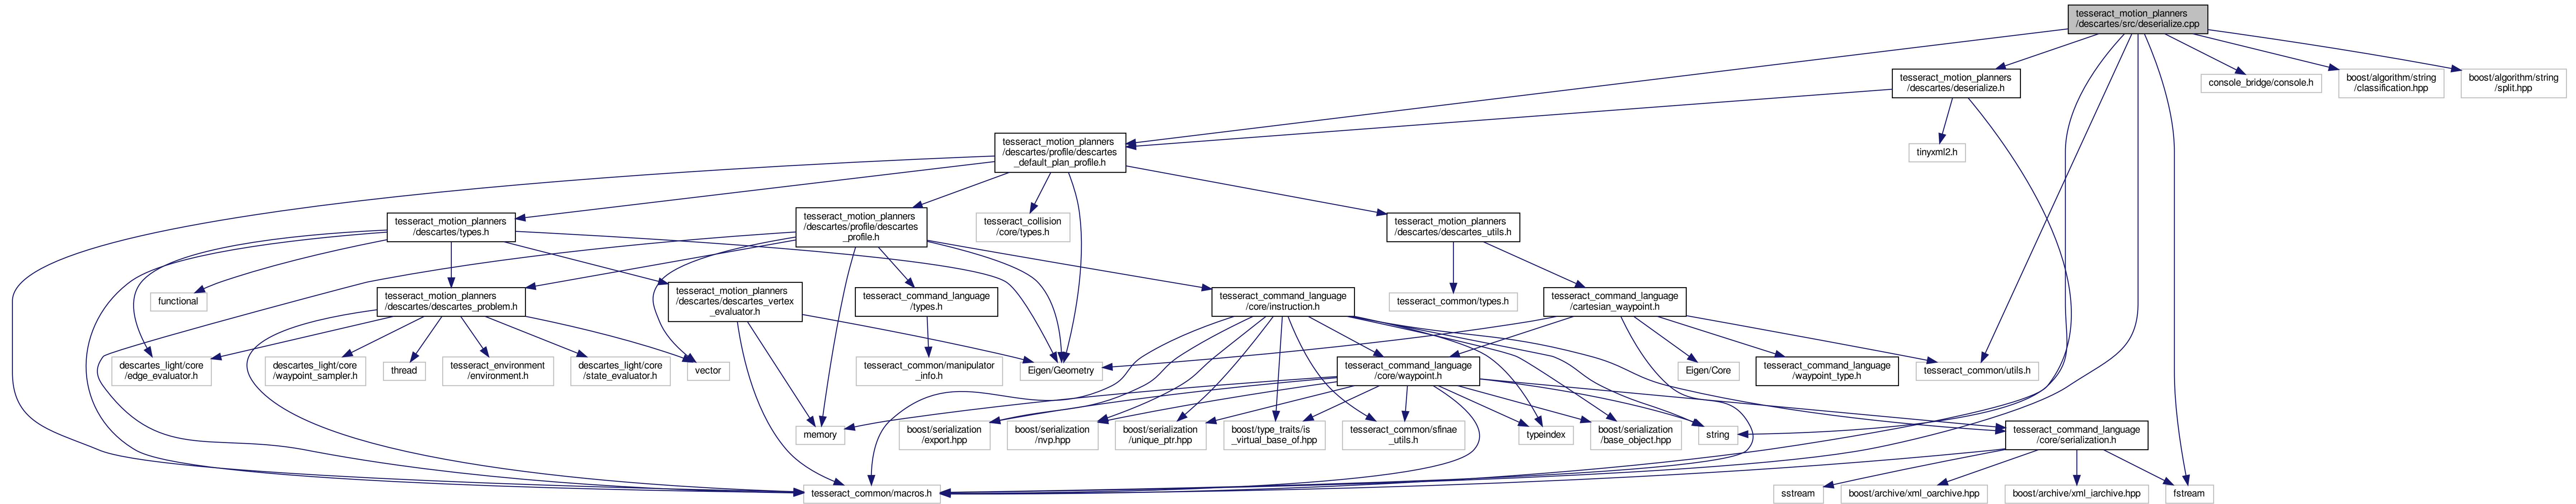 tesseract_motion_planners
/descartes/src/deserialize.cpp
tesseract_motion_planners
/descartes/deserialize.h
console_bridge/console.h
boost/algorithm/string
/classification.hpp
boost/algorithm/string
/split.hpp
tesseract_motion_planners
/descartes/profile/descartes
_default_plan_profile.h
tinyxml2.h
tesseract_motion_planners
/descartes/types.h
tesseract_motion_planners
/descartes/profile/descartes
_profile.h
tesseract_collision
/core/types.h
tesseract_motion_planners
/descartes/descartes_utils.h
functional
tesseract_motion_planners
/descartes/descartes_problem.h
tesseract_motion_planners
/descartes/descartes_vertex
_evaluator.h
tesseract_command_language
/types.h
tesseract_command_language
/core/instruction.h
tesseract_common/types.h
tesseract_command_language
/cartesian_waypoint.h
descartes_light/core
/edge_evaluator.h
descartes_light/core
/waypoint_sampler.h
thread
tesseract_environment
/environment.h
descartes_light/core
/state_evaluator.h
vector
tesseract_common/manipulator
_info.h
Eigen/Geometry
tesseract_command_language
/core/waypoint.h
Eigen/Core
tesseract_command_language
/waypoint_type.h
tesseract_common/utils.h
memory
boost/serialization
/export.hpp
boost/serialization
/nvp.hpp
boost/serialization
/unique_ptr.hpp
boost/type_traits/is
_virtual_base_of.hpp
tesseract_common/sfinae
_utils.h
typeindex
boost/serialization
/base_object.hpp
string
tesseract_command_language
/core/serialization.h
tesseract_common/macros.h
sstream
boost/archive/xml_oarchive.hpp
boost/archive/xml_iarchive.hpp
fstream